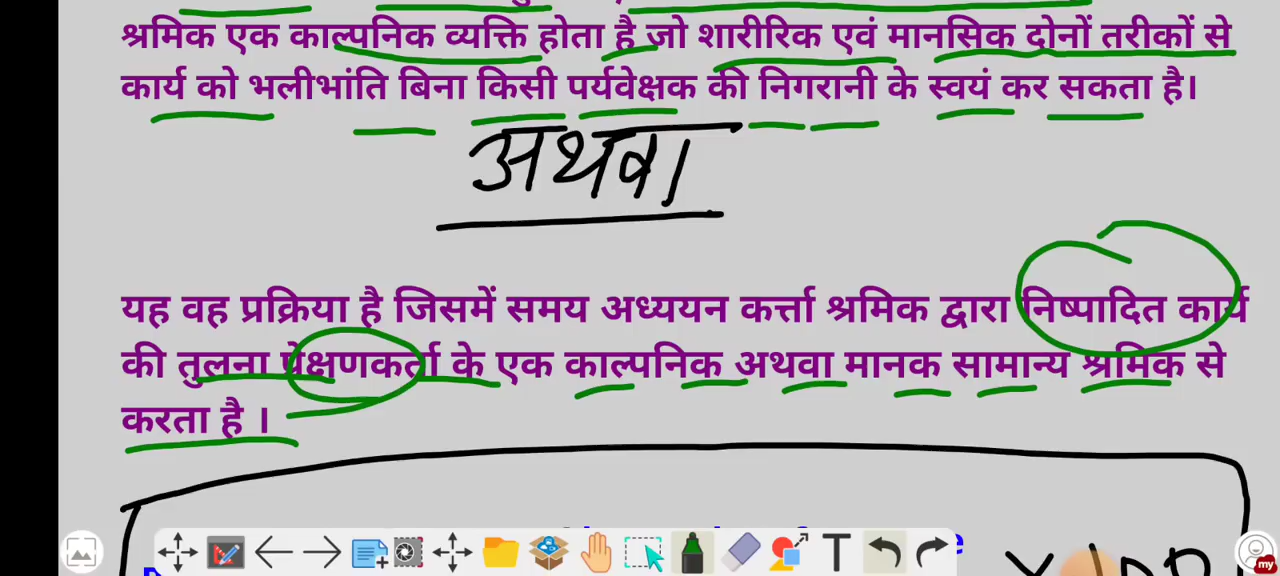 श्रमिक एक काल्पनिक व्यक्ति होता है जो शारीरिक एवं मानसिक दोनों तरीकों से
कार्य को भलीभांति बिना किसी पर्यवेक्षक की निगरानी के स्वयं कर सकता है।
अथवा
यह वह प्रक्रिया है जिसमें समय अध्ययन कर्त्ता श्रमिक द्वारा निष्पादित कार्य
की तुलना प्रेक्षणकर्ता के एक काल्पनिक अथवा मानक सामान्य श्रमिक से
करता है ।
my